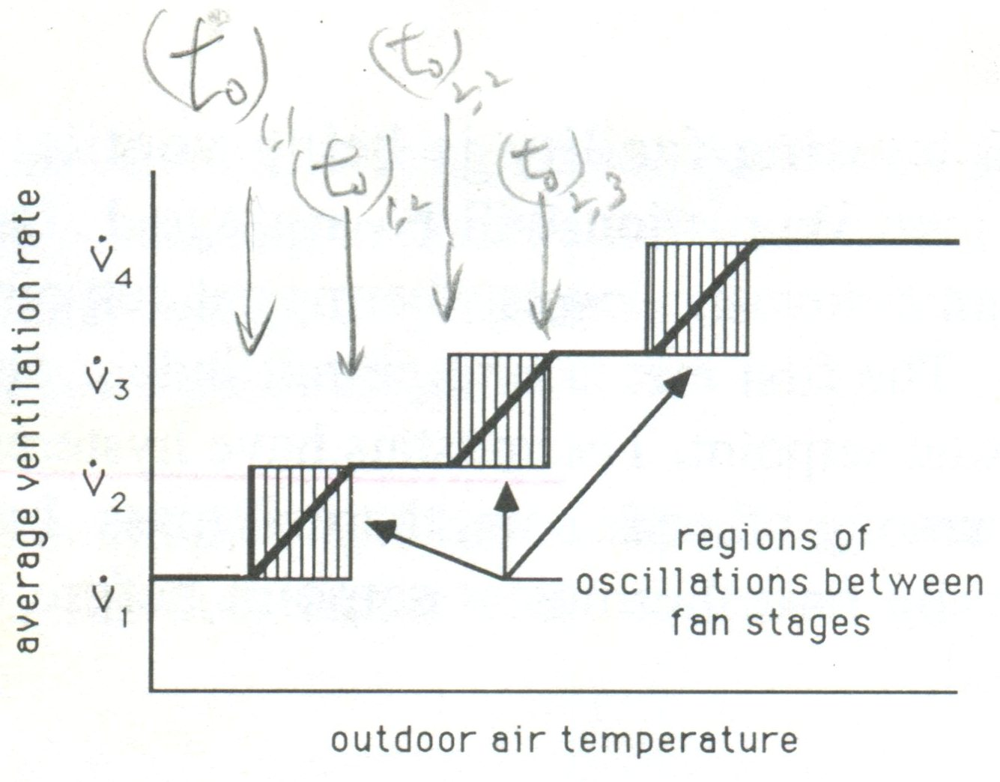 (t₀)₁,₁
(t₀)₂,₂
(t₀)₁,₂
(t₀)₂,₃
average ventilation rate
V̇₄
V̇₃
V̇₂
V̇₁
regions of
oscillations between
fan stages
outdoor air temperature